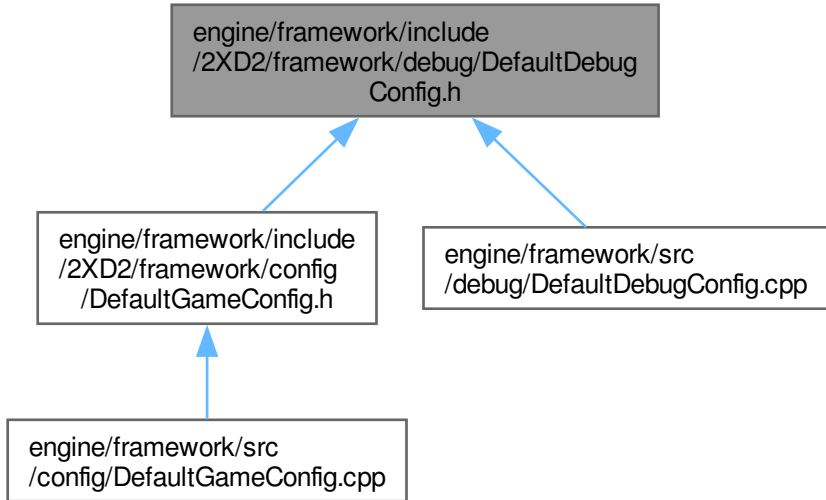 engine/framework/include
/2XD2/framework/debug/DefaultDebug
Config.h
engine/framework/include
/2XD2/framework/config
/DefaultGameConfig.h
engine/framework/src
/debug/DefaultDebugConfig.cpp
engine/framework/src
/config/DefaultGameConfig.cpp